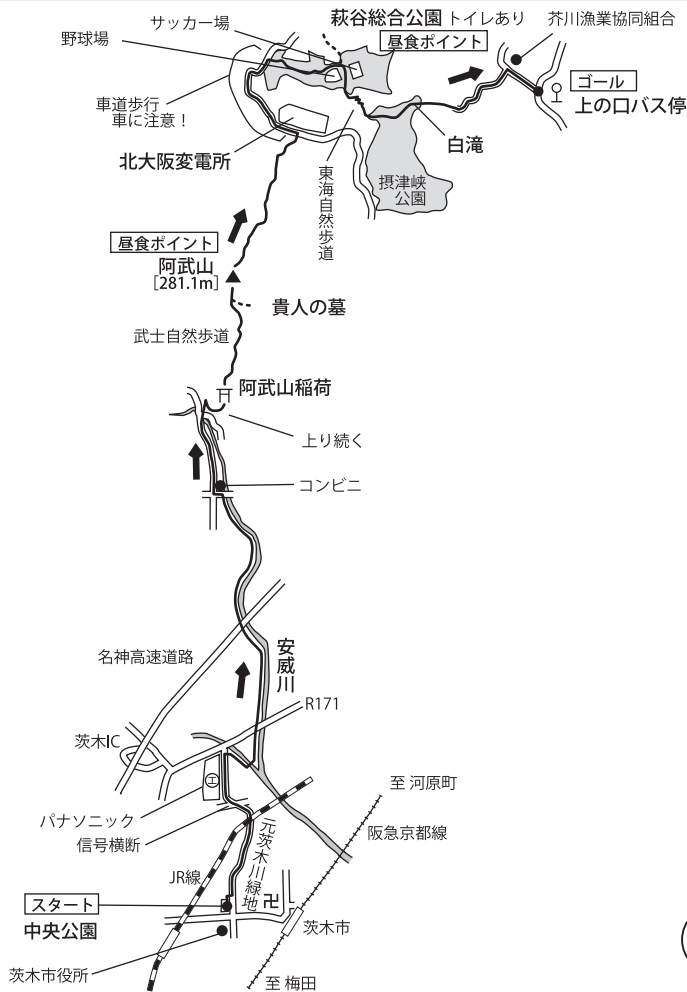 サッカー場
野球場
萩谷総合公園 トイレあり
昼食ポイント
芥川漁業協同組合
ゴール
上の口バス停
車道歩行
車に注意！
北大阪変電所
白滝
摂津峡
公園
東海自然歩道
昼食ポイント
阿武山
[281.1m]
貴人の墓
武士自然歩道
阿武山稲荷
上り続く
コンビニ
名神高速道路
安威川
R171
茨木IC
至 河原町
パナソニック
信号横断
阪急京都線
元茨木川緑地
JR線
スタート
中央公園
卍
茨木市
茨木市役所
至 梅田